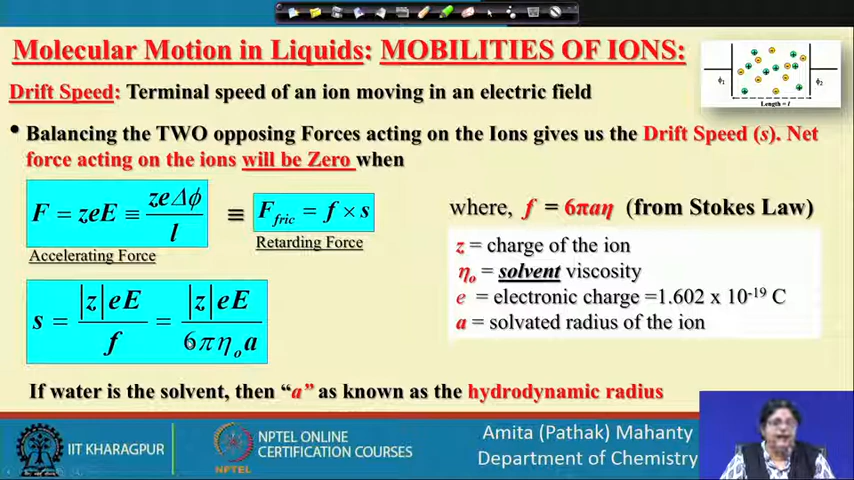 Molecular Motion in Liquids: MOBILITIES OF IONS:
ϕ1
ϕ2
Length = l
Drift Speed: Terminal speed of an ion moving in an electric field
• Balancing the TWO opposing Forces acting on the Ions gives us the Drift Speed (s). Net
force acting on the ions will be Zero when
F = zeE ≡ zeΔϕ / l ≡ Ffric = f × s
where, f = 6πaη (from Stokes Law)
Accelerating Force
Retarding Force
z = charge of the ion
ηo = solvent viscosity
e = electronic charge =1.602 x 10-19 C
a = solvated radius of the ion
s = |z| eE / f = |z| eE / 6πηo a
If water is the solvent, then “a” as known as the hydrodynamic radius
IIT KHARAGPUR
NPTEL
NPTEL ONLINE
CERTIFICATION COURSES
Amita (Pathak) Mahanty
Department of Chemistry